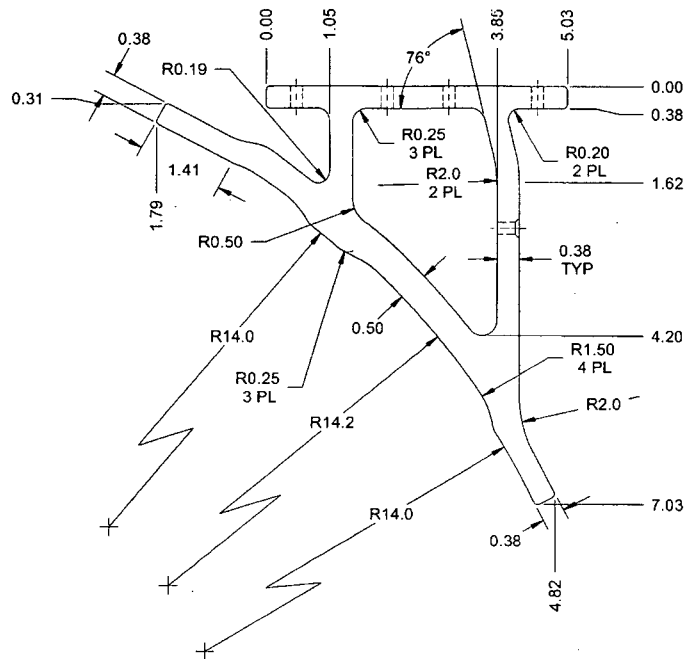 0.00
1.05
3.86
5.03
0.38
R0.19
76°
0.00
0.31
0.38
R0.25
3 PL
R0.20
2 PL
R2.0
2 PL
1.41
1.62
1.79
R0.50
0.38
TYP
0.50
R14.0
4.20
R1.50
4 PL
R0.25
3 PL
R14.2
R2.0
R14.0
7.03
0.38
4.82